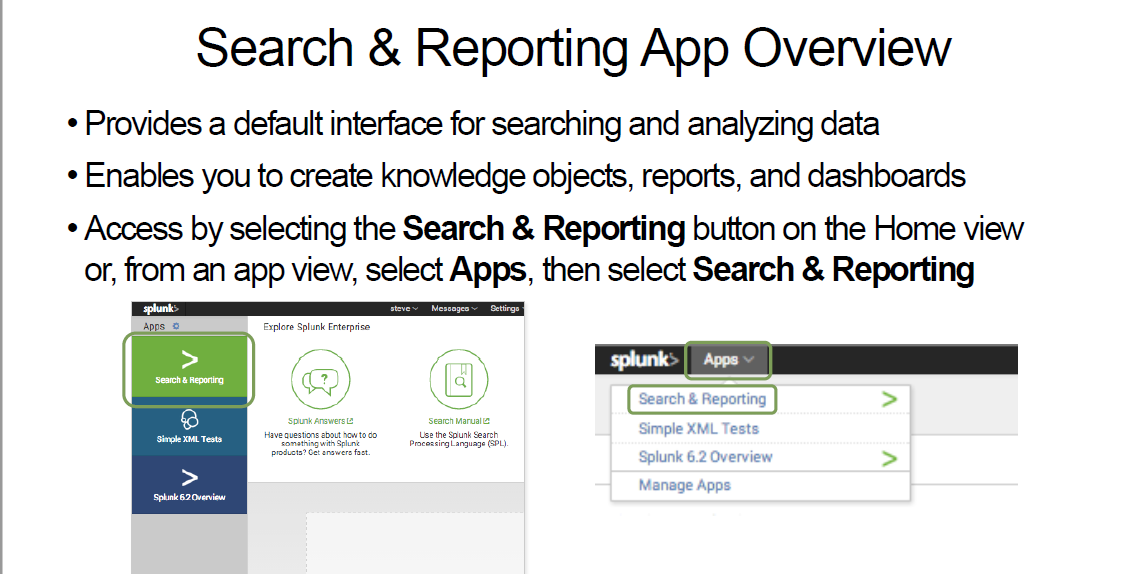 Search & Reporting App Overview
• Provides a default interface for searching and analyzing data
• Enables you to create knowledge objects, reports, and dashboards
• Access by selecting the Search & Reporting button on the Home view
or, from an app view, select Apps, then select Search & Reporting
splunk>
steve
Messages
Settings
Apps
Search & Reporting
Simple XML Tests
Splunk 6.2 Overview
Explore Splunk Enterprise
Splunk Answers
Have questions about how to do
something with Splunk
products? Get answers fast.
Search Manual
Use the Splunk Search
Processing Language (SPL).
splunk>
Apps
Search & Reporting
Simple XML Tests
Splunk 6.2 Overview
Manage Apps